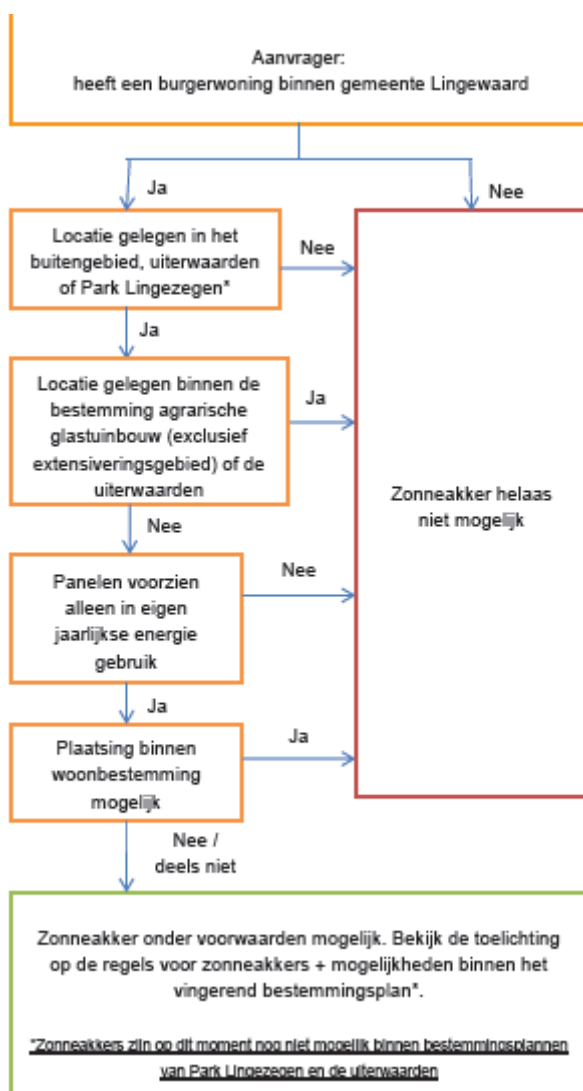 Aanvrager:
heeft een burgerwoning binnen gemeente Lingewaard
Ja
Nee
Locatie gelegen in het
buitengebied, uiterwaarden
of Park Lingezegen*
Nee
Ja
Locatie gelegen binnen de
bestemming agrarische
glastuinbouw (exclusief
extensiveringsgebied) of de
uiterwaarden
Ja
Zonneakker helaas
niet mogelijk
Nee
Panelen voorzien
alleen in eigen
jaarlijkse energie
gebruik
Nee
Ja
Plaatsing binnen
woonbestemming
mogelijk
Ja
Nee /
deels niet
Zonneakker onder voorwaarden mogelijk. Bekijk de toelichting
op de regels voor zonneakkers + mogelijkheden binnen het
vingerend bestemmingsplan*.
*Zonneakkers zijn op dit moment nog niet mogelijk binnen bestemmingsplannen
van Park Lingezegen en de uiterwaarden